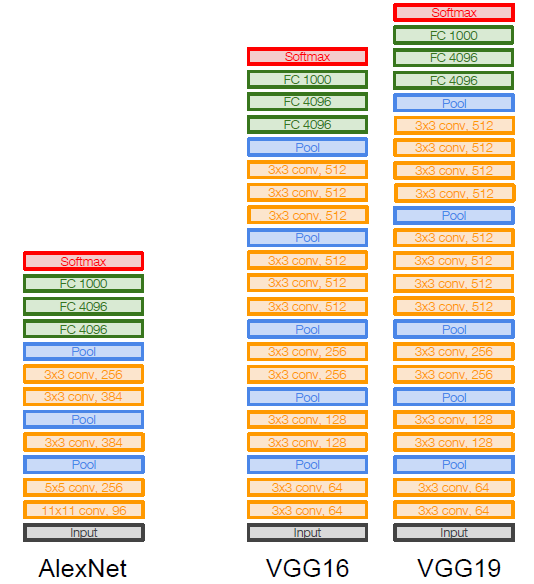 Softmax
FC 1000
FC 4096
FC 4096
Pool
3x3 conv, 256
3x3 conv, 384
Pool
3x3 conv, 384
Pool
5x5 conv, 256
11x11 conv, 96
Input
AlexNet
Softmax
FC 1000
FC 4096
FC 4096
Pool
3x3 conv, 512
3x3 conv, 512
3x3 conv, 512
Pool
3x3 conv, 512
3x3 conv, 512
3x3 conv, 512
Pool
3x3 conv, 256
3x3 conv, 256
Pool
3x3 conv, 128
3x3 conv, 128
Pool
3x3 conv, 64
3x3 conv, 64
Input
VGG16
Softmax
FC 1000
FC 4096
FC 4096
Pool
3x3 conv, 512
3x3 conv, 512
3x3 conv, 512
3x3 conv, 512
Pool
3x3 conv, 512
3x3 conv, 512
3x3 conv, 512
3x3 conv, 512
Pool
3x3 conv, 256
3x3 conv, 256
Pool
3x3 conv, 128
3x3 conv, 128
Pool
3x3 conv, 64
3x3 conv, 64
Input
VGG19